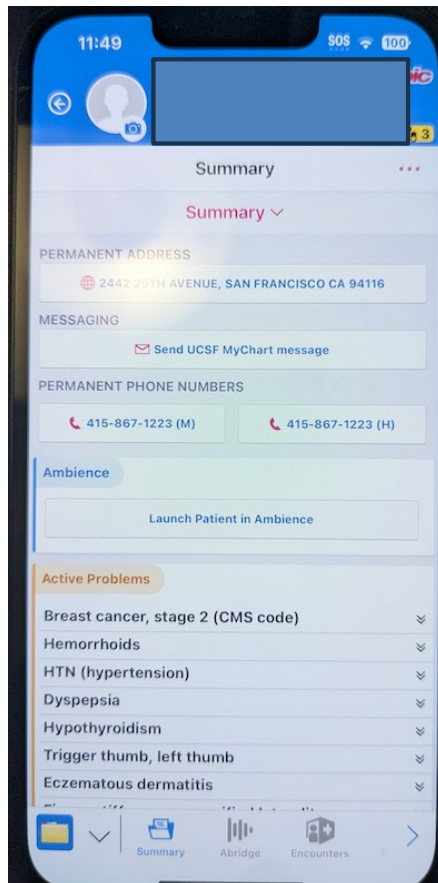 11:49
SOS 100
3
Summary
Summary
PERMANENT ADDRESS
2442 29TH AVENUE, SAN FRANCISCO CA 94116
MESSAGING
Send UCSF MyChart message
PERMANENT PHONE NUMBERS
415-867-1223 (M) 415-867-1223 (H)
Ambience
Launch Patient in Ambience
Active Problems
Breast cancer, stage 2 (CMS code)
Hemorrhoids
HTN (hypertension)
Dyspepsia
Hypothyroidism
Trigger thumb, left thumb
Eczematous dermatitis
Summary Abridge Encounters